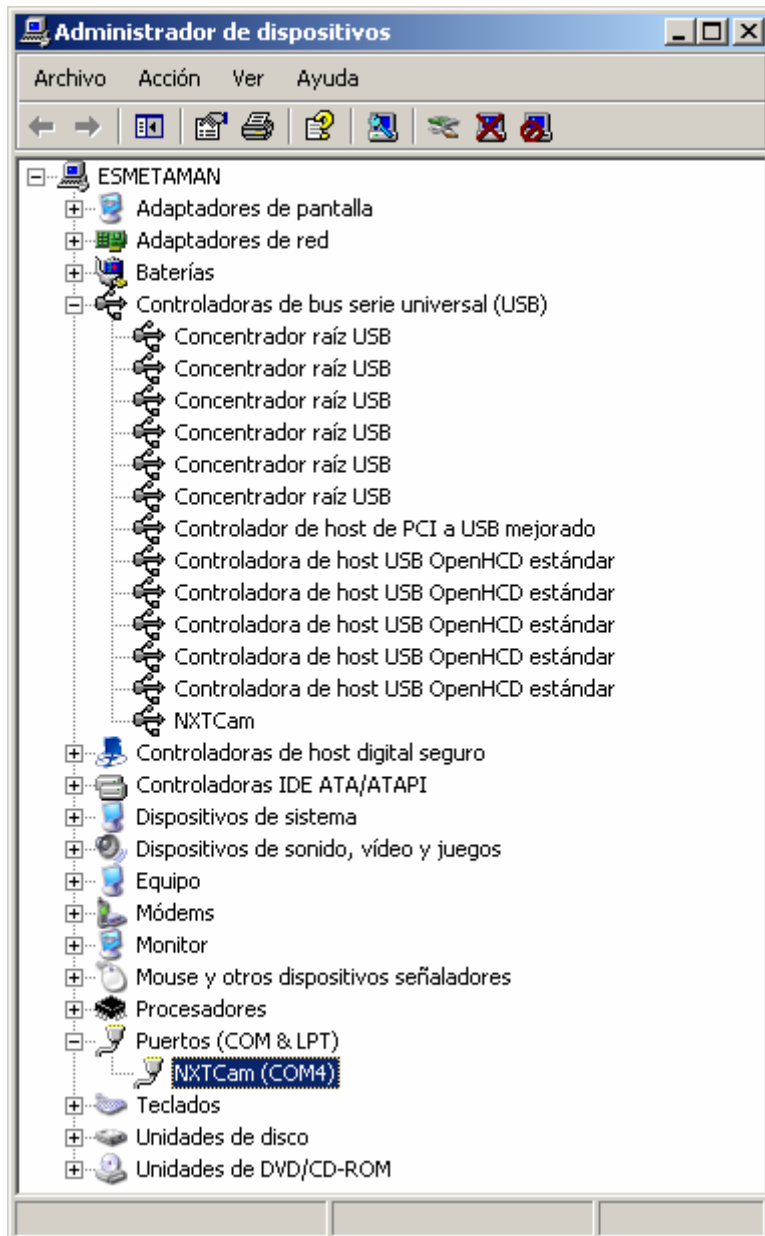 Administrador de dispositivos
Archivo Acción Ver Ayuda
ESMETAMAN
Adaptadores de pantalla
Adaptadores de red
Baterías
Controladoras de bus serie universal (USB)
Concentrador raíz USB
Concentrador raíz USB
Concentrador raíz USB
Concentrador raíz USB
Concentrador raíz USB
Concentrador raíz USB
Controlador de host de PCI a USB mejorado
Controladora de host USB OpenHCD estándar
Controladora de host USB OpenHCD estándar
Controladora de host USB OpenHCD estándar
Controladora de host USB OpenHCD estándar
Controladora de host USB OpenHCD estándar
NXTCam
Controladoras de host digital seguro
Controladoras IDE ATA/ATAPI
Dispositivos de sistema
Dispositivos de sonido, vídeo y juegos
Equipo
Módems
Monitor
Mouse y otros dispositivos señaladores
Procesadores
Puertos (COM & LPT)
NXTCam (COM4)
Teclados
Unidades de disco
Unidades de DVD/CD-ROM